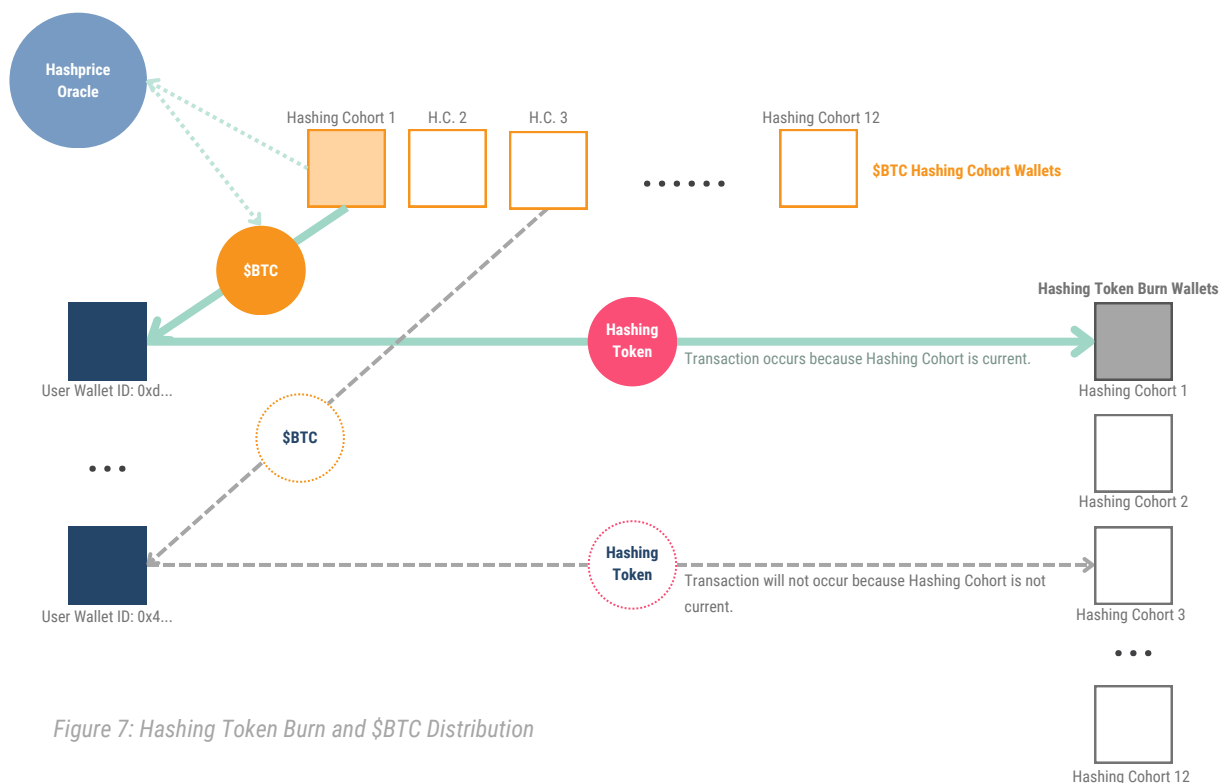 Hashprice
Oracle
Hashing Cohort 1
H.C. 2
H.C. 3
Hashing Cohort 12
$BTC Hashing Cohort Wallets
$BTC
Hashing Token Burn Wallets
Hashing
Token
Transaction occurs because Hashing Cohort is current.
User Wallet ID: 0xd...
Hashing Cohort 1
$BTC
Hashing Cohort 2
Hashing
Token
Transaction will not occur because Hashing Cohort is not
current.
User Wallet ID: 0x4...
Hashing Cohort 3
Figure 7: Hashing Token Burn and $BTC Distribution
Hashing Cohort 12